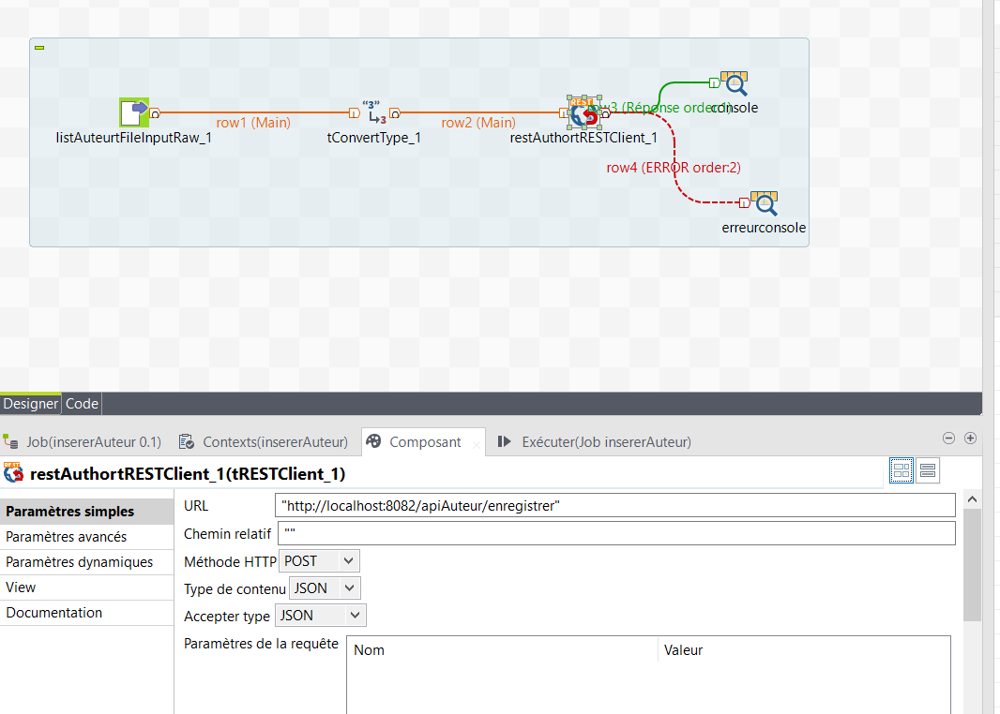 row1 (Main)
listAuteurtFileInputRaw_1
"3"
3
tConvertType_1
row2 (Main)
REST
restAuthortRESTClient_1
row3 (Réponse order:1)
console
row4 (ERROR order:2)
erreurconsole
Designer
Code
Job(insererAuteur 0.1)
Contexts(insererAuteur)
Composant
Exécuter(Job insererAuteur)
REST
restAuthortRESTClient_1(tRESTClient_1)
Paramètres simples
Paramètres avancés
Paramètres dynamiques
View
Documentation
URL
"http://localhost:8082/apiAuteur/enregistrer"
Chemin relatif
""
Méthode HTTP
POST
Type de contenu
JSON
Accepter type
JSON
Paramètres de la requête
Nom
Valeur